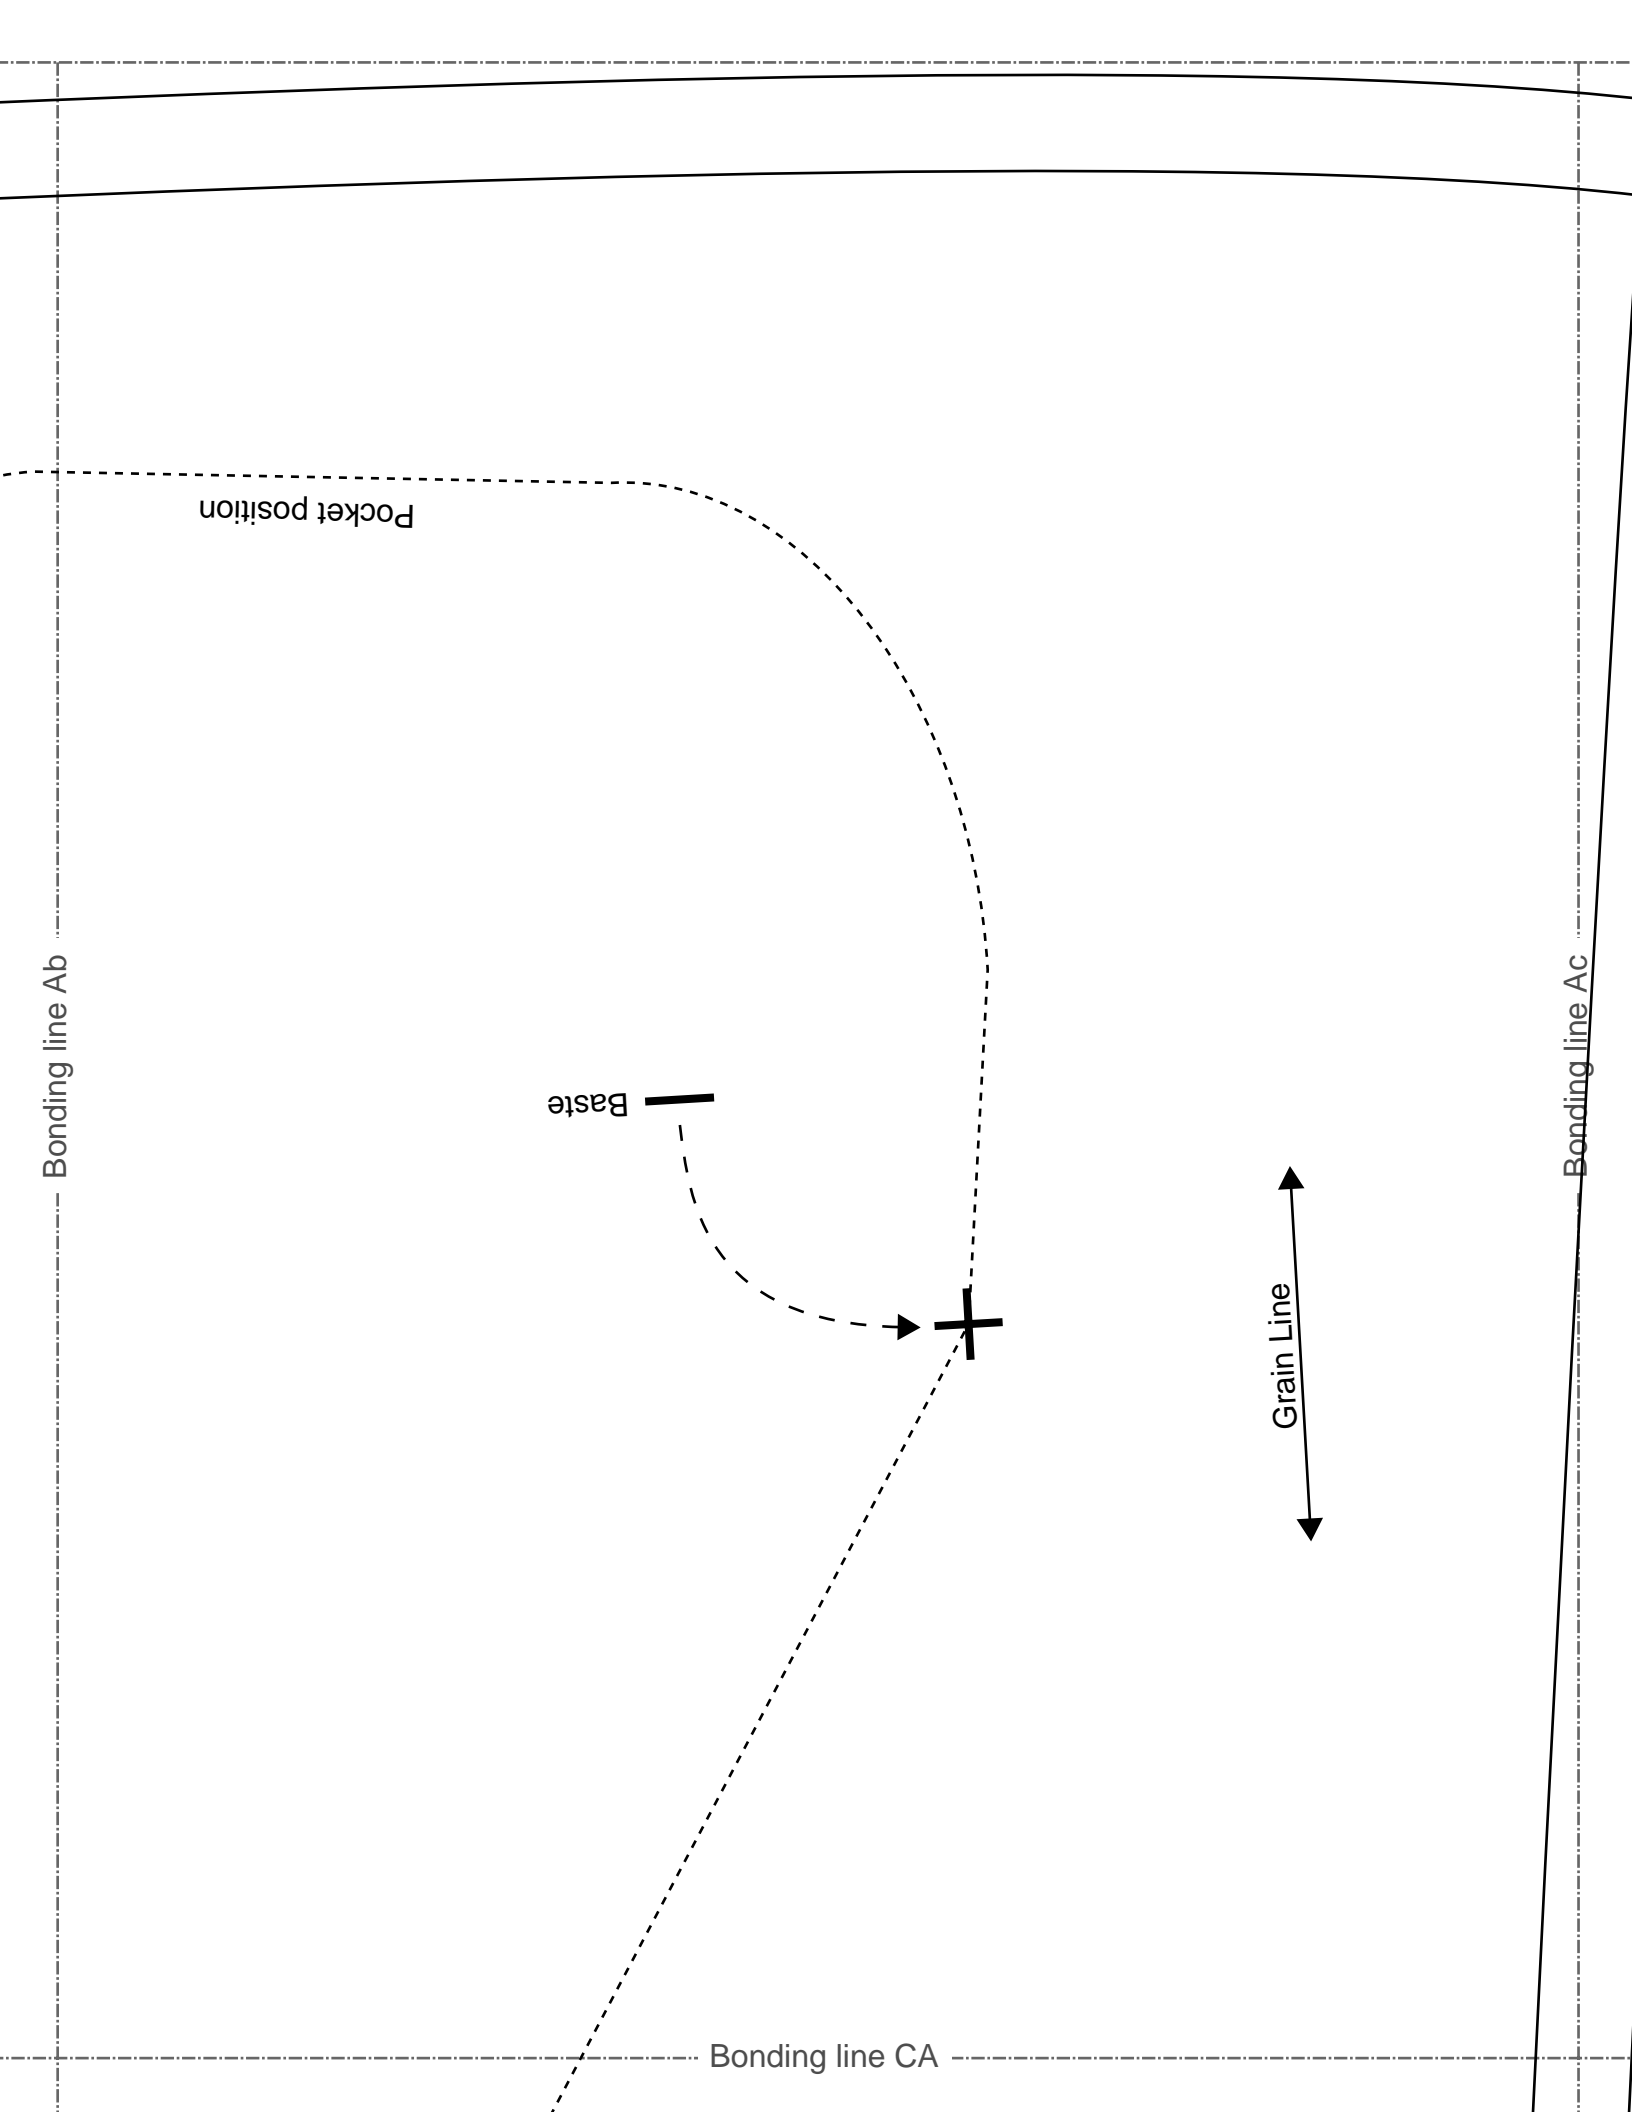 Pocket position
Bonding line Ab
Bonding line Ac
Baste
Grain Line
Bonding line CA